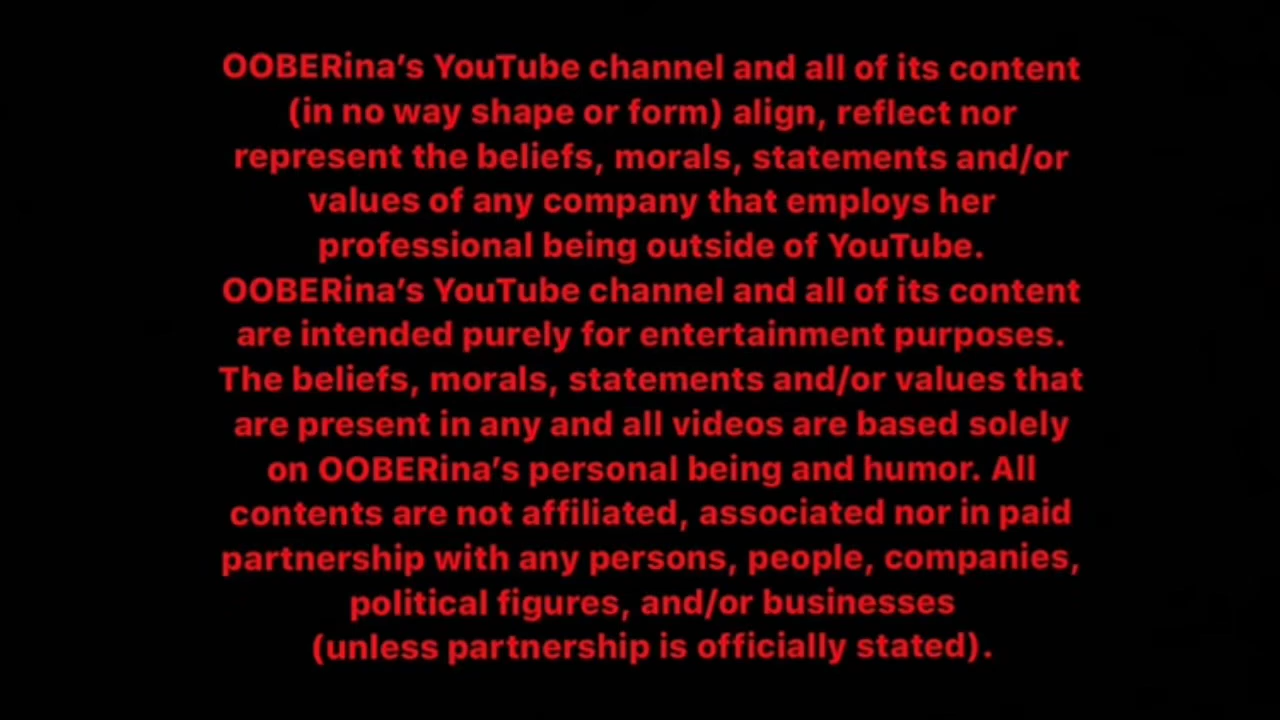 OOBERina’s YouTube channel and all of its content
(in no way shape or form) align, reflect nor
represent the beliefs, morals, statements and/or
values of any company that employs her
professional being outside of YouTube.
OOBERina’s YouTube channel and all of its content
are intended purely for entertainment purposes.
The beliefs, morals, statements and/or values that
are present in any and all videos are based solely
on OOBERina’s personal being and humor. All
contents are not affiliated, associated nor in paid
partnership with any persons, people, companies,
political figures, and/or businesses
(unless partnership is officially stated).